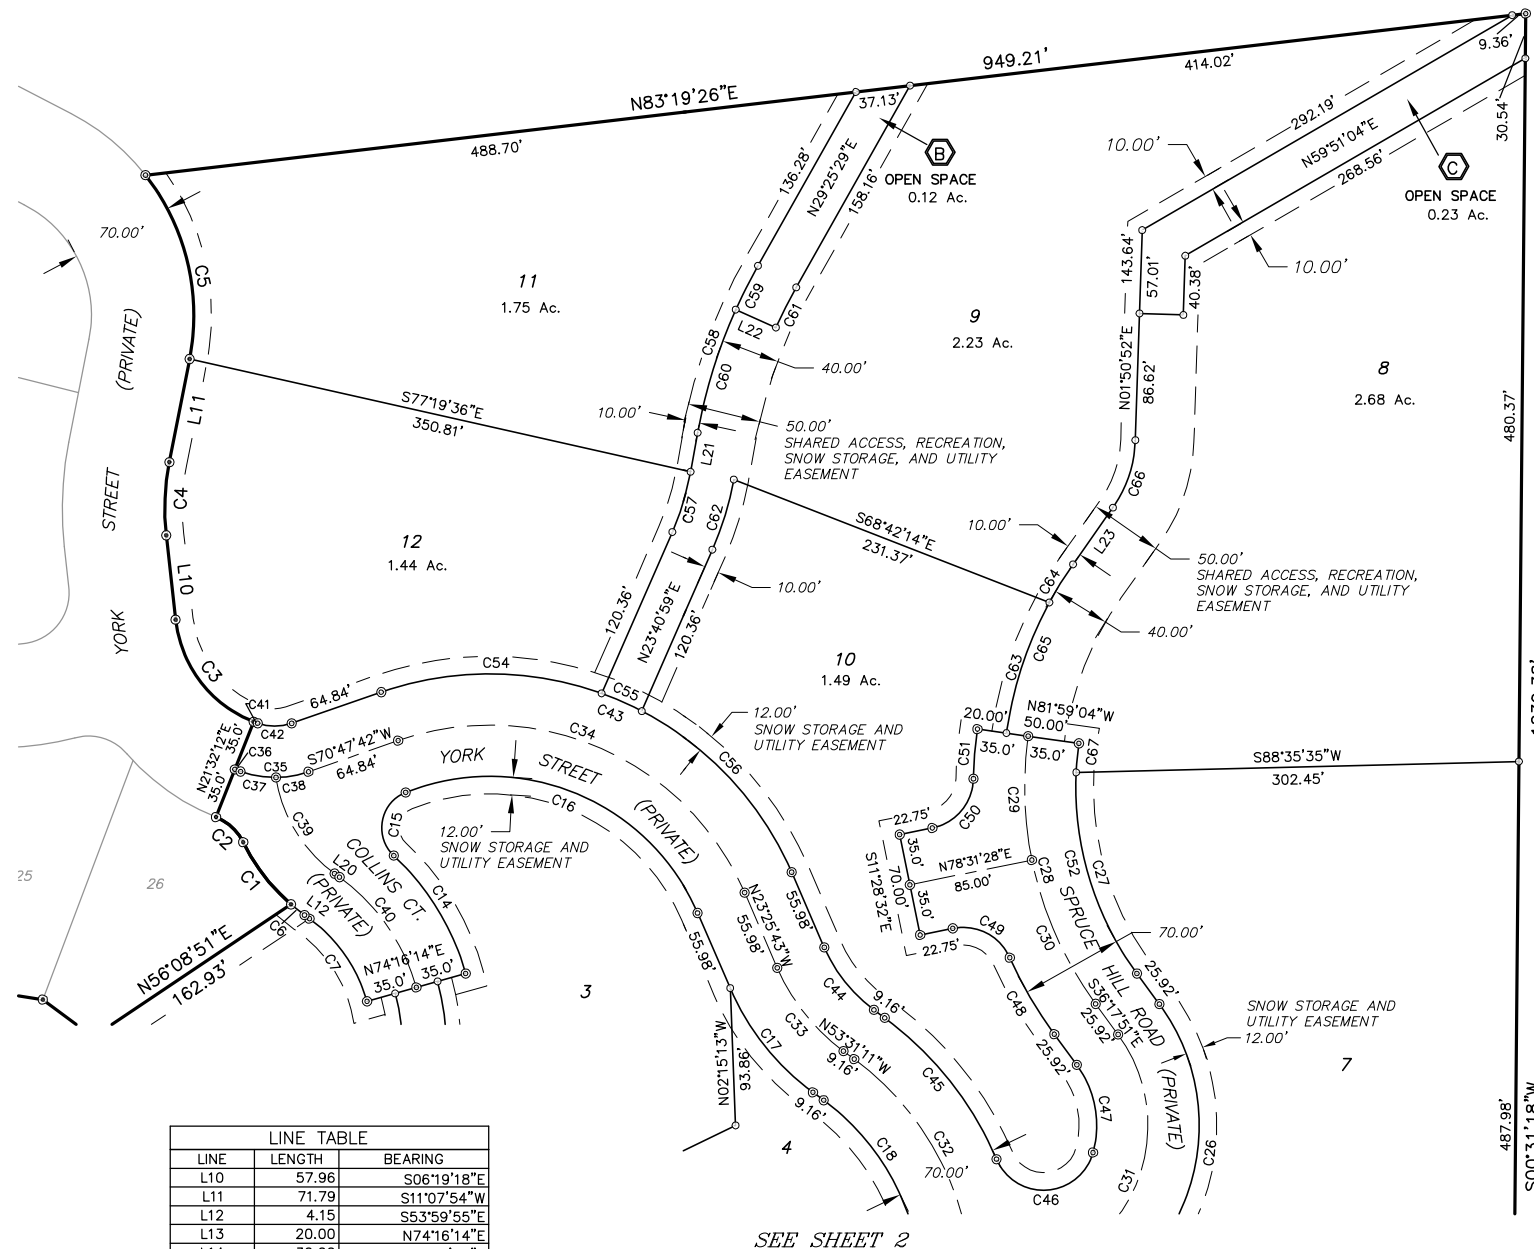 949.21'
414.02'
9.36'
N83°19'26"E
37.13'
488.70'
30.54'
292.19'
N59°51'04"E
268.56'
10.00'
B
OPEN SPACE
0.12 Ac.
C
OPEN SPACE
0.23 Ac.
136.28'
N29°25'29"E
158.16'
70.00'
C5
10.00'
143.64'
57.01'
40.38'
11
1.75 Ac.
C59
C61
L22
C58
C60
9
2.23 Ac.
8
2.68 Ac.
(PRIVATE)
STREET
YORK
L11
40.00'
N01°50'52"E
86.62'
S77°19'36"E
350.81'
10.00'
50.00'
SHARED ACCESS, RECREATION,
SNOW STORAGE, AND UTILITY
EASEMENT
480.37'
L21
C4
C57
C62
C66
12
1.44 Ac.
S68°42'14"E
231.37'
10.00'
L23
50.00'
SHARED ACCESS, RECREATION,
SNOW STORAGE, AND UTILITY
EASEMENT
L10
10.00'
C64
40.00'
120.36'
N23°40'59"E
120.36'
C3
C65
C63
10
1.49 Ac.
C54
C55
C43
C41
64.84'
C42
12.00'
SNOW STORAGE AND
UTILITY EASEMENT
N81°59'04"W
20.00'
50.00'
35.0'
35.0'
C51
C67
N21°32'12"E
35.0'
35.0'
C36
C35
C37
C38
S70°47'42"W
64.84'
C34
YORK
STREET
(PRIVATE)
C56
S88°35'35"W
302.45'
C2
C39
C15
C16
12.00'
SNOW STORAGE AND
UTILITY EASEMENT
22.75'
C50
C29
35.0'
S11°28'32"E
70.00'
35.0'
N78°31'28"E
85.00'
C28
C52
C27
25
26
C1
L20
COLLINS CT.
(PRIVATE)
C40
C14
L12
C6
C7
N56°08'51"E
162.93'
N74°16'14"E
35.0'
35.0'
55.98'
N23°25'43"W
55.98'
55.98'
22.75'
C49
C30
SPRUCE
HILL ROAD
(PRIVATE)
70.00'
25.92'
C48
S36°17'51"E
25.92'
25.92'
SNOW STORAGE AND
UTILITY EASEMENT
12.00'
3
C44
9.16'
C33
N53°31'11"W
9.16'
C17
N02°15'13"W
93.86'
9.16'
C45
C47
7
487.98'
S00°31'18"W
4
C18
C32
70.00'
C46
C31
C26
LINE TABLE
LINE LENGTH BEARING
L10 57.96 S06°19'18"E
L11 71.79 S11°07'54"W
L12 4.15 S53°59'55"E
L13 20.00 N74°16'14"E
SEE SHEET 2